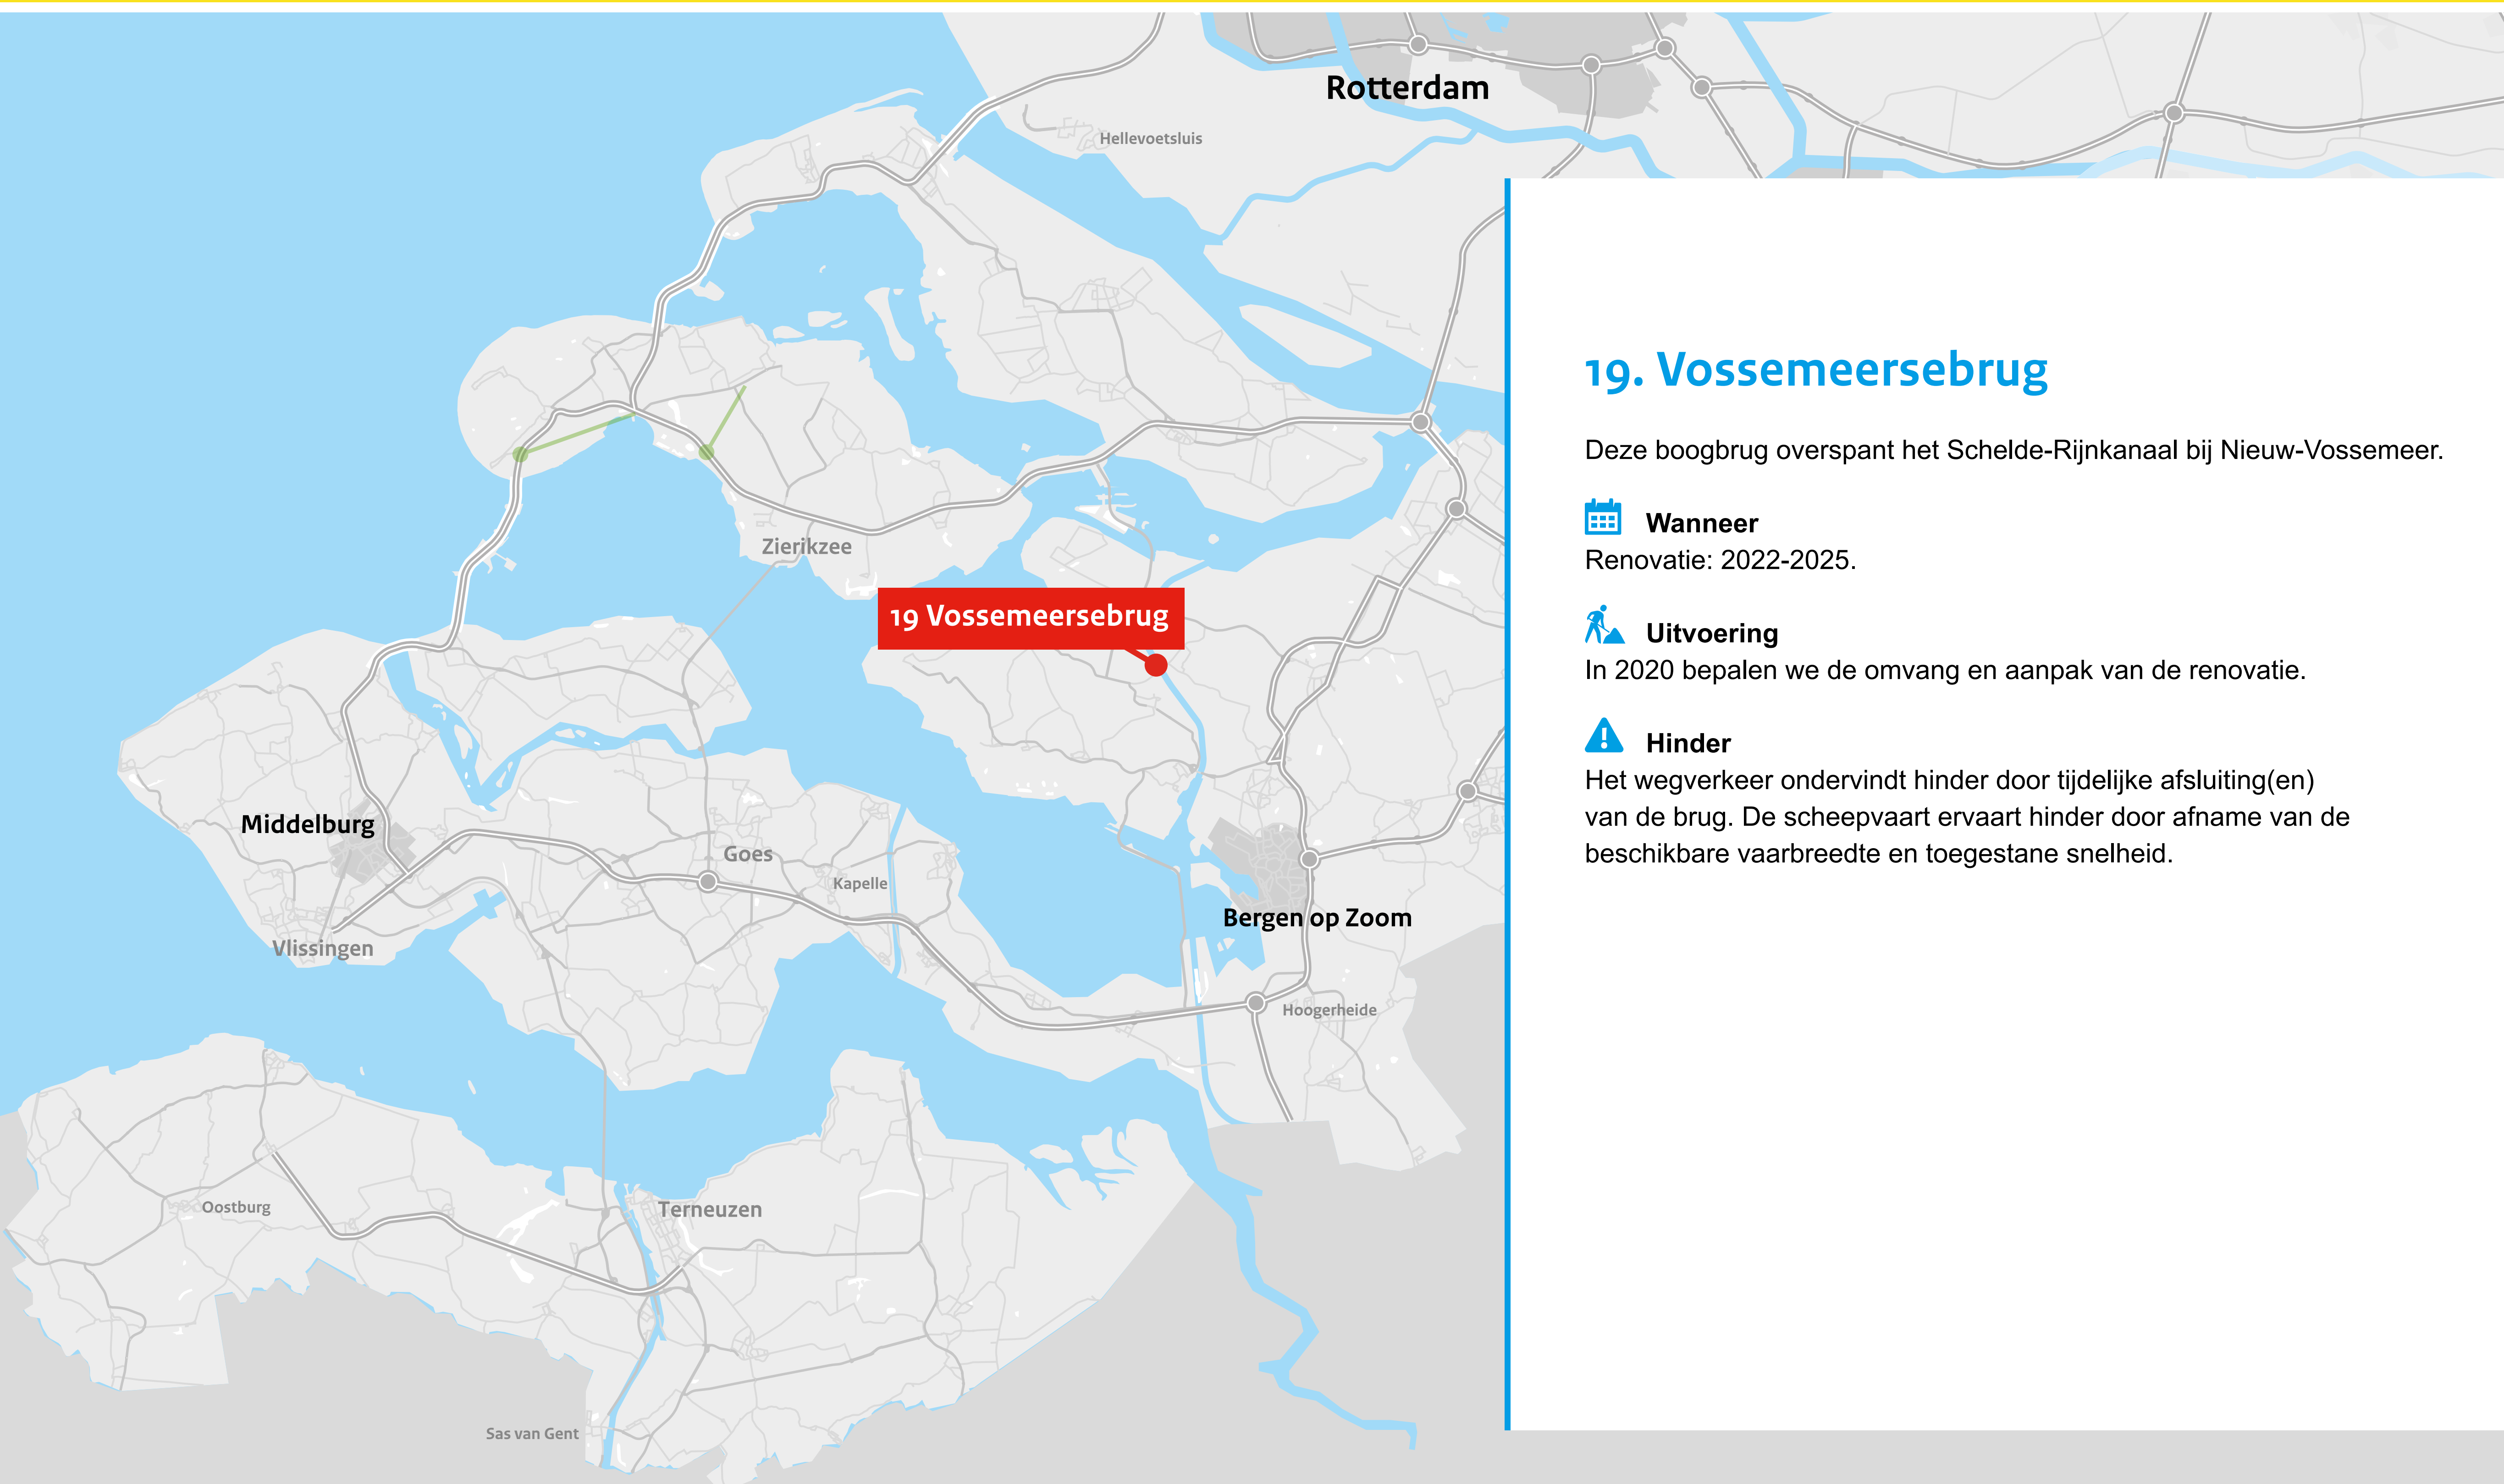 Rotterdam
Hellevoetsluis
Zierikzee
19 Vossemeersebrug
Middelburg
Goes
Kapelle
Bergen op Zoom
Vlissingen
Hoogerheide
Oostburg
Terneuzen
Sas van Gent
19. Vossemeersebrug
Deze boogbrug overspant het Schelde-Rijnkanaal bij Nieuw-Vossemeer.
Wanneer
Renovatie: 2022-2025.
Uitvoering
In 2020 bepalen we de omvang en aanpak van de renovatie.
Hinder
Het wegverkeer ondervindt hinder door tijdelijke afsluiting(en)
van de brug. De scheepvaart ervaart hinder door afname van de
beschikbare vaarbreedte en toegestane snelheid.